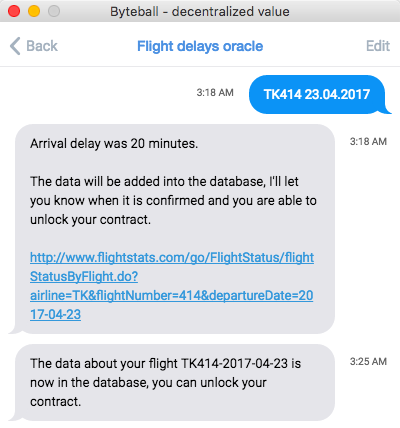 Byteball - decentralized value
Back Flight delays oracle Edit
3:18 AM TK414 23.04.2017
Arrival delay was 20 minutes. 3:18 AM
The data will be added into the database, I'll let
you know when it is confirmed and you are able to
unlock your contract.
http://www.flightstats.com/go/FlightStatus/flight
StatusByFlight.do?
airline=TK&flightNumber=414&departureDate=20
17-04-23
The data about your flight TK414-2017-04-23 is 3:25 AM
now in the database, you can unlock your
contract.